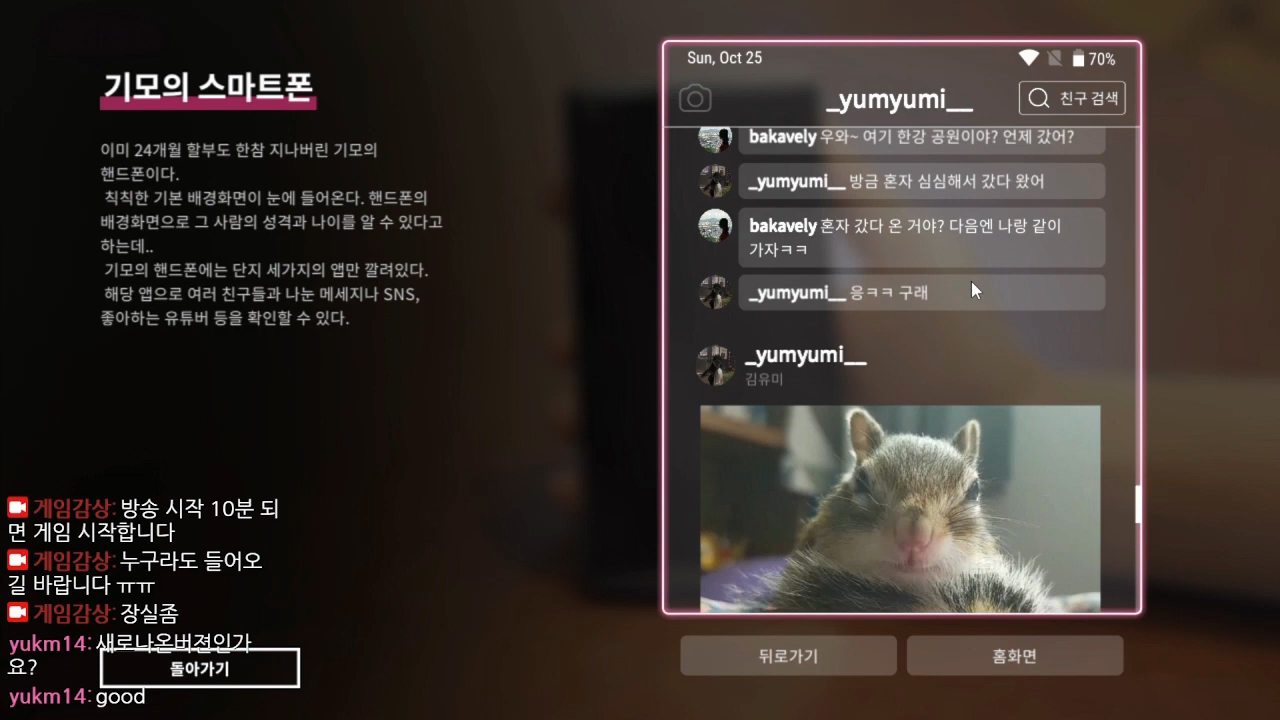 기모의 스마트폰
이미 24개월 할부도 한참 지나버린 기모의
핸드폰이다.
칙칙한 기본 배경화면이 눈에 들어온다. 핸드폰의
배경화면으로 그 사람의 성격과 나이를 알 수 있다고
하는데..
기모의 핸드폰에는 단지 세가지의 앱만 깔려있다.
해당 앱으로 여러 친구들과 나눈 메세지나 SNS,
좋아하는 유튜버 등을 확인할 수 있다.
게임감상: 방송 시작 10분 되
면 게임 시작합니다
게임감상: 누구라도 들어오
길 바랍니다 ㅠㅠ
게임감상: 장실좀
yukm14: 새로나온버젼인가
요?
돌아가기
yukm14: good
Sun, Oct 25
70%
_yumyumi__
친구 검색
bakavely 우와~ 여기 한강 공원이야? 언제 갔어?
_yumyumi__ 방금 혼자 심심해서 갔다 왔어
bakavely 혼자 갔다 온 거야? 다음엔 나랑 같이
가자ㅋㅋ
_yumyumi__ 응ㅋㅋ 구래
_yumyumi__
김유미
뒤로가기
홈화면